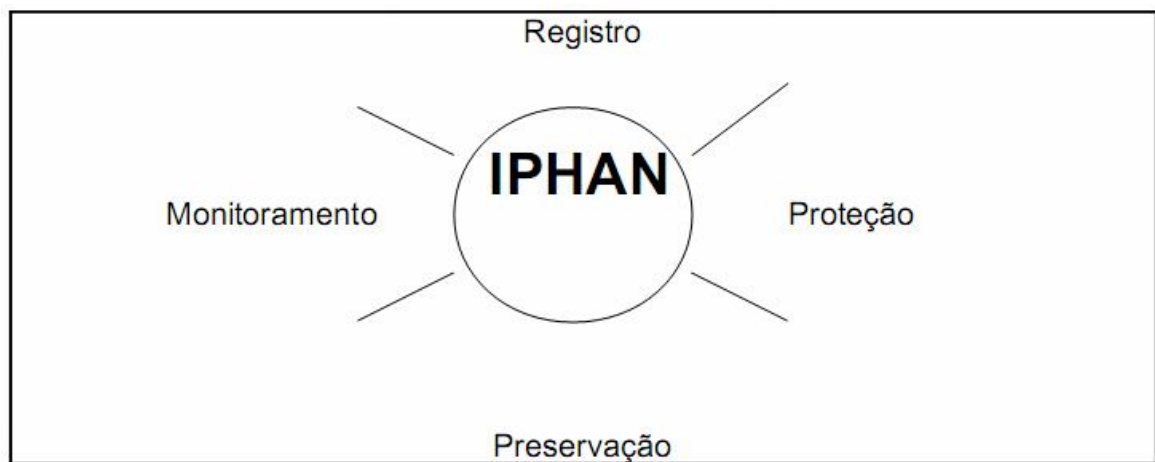 Registro
IPHAN
Monitoramento
Proteção
Preservação